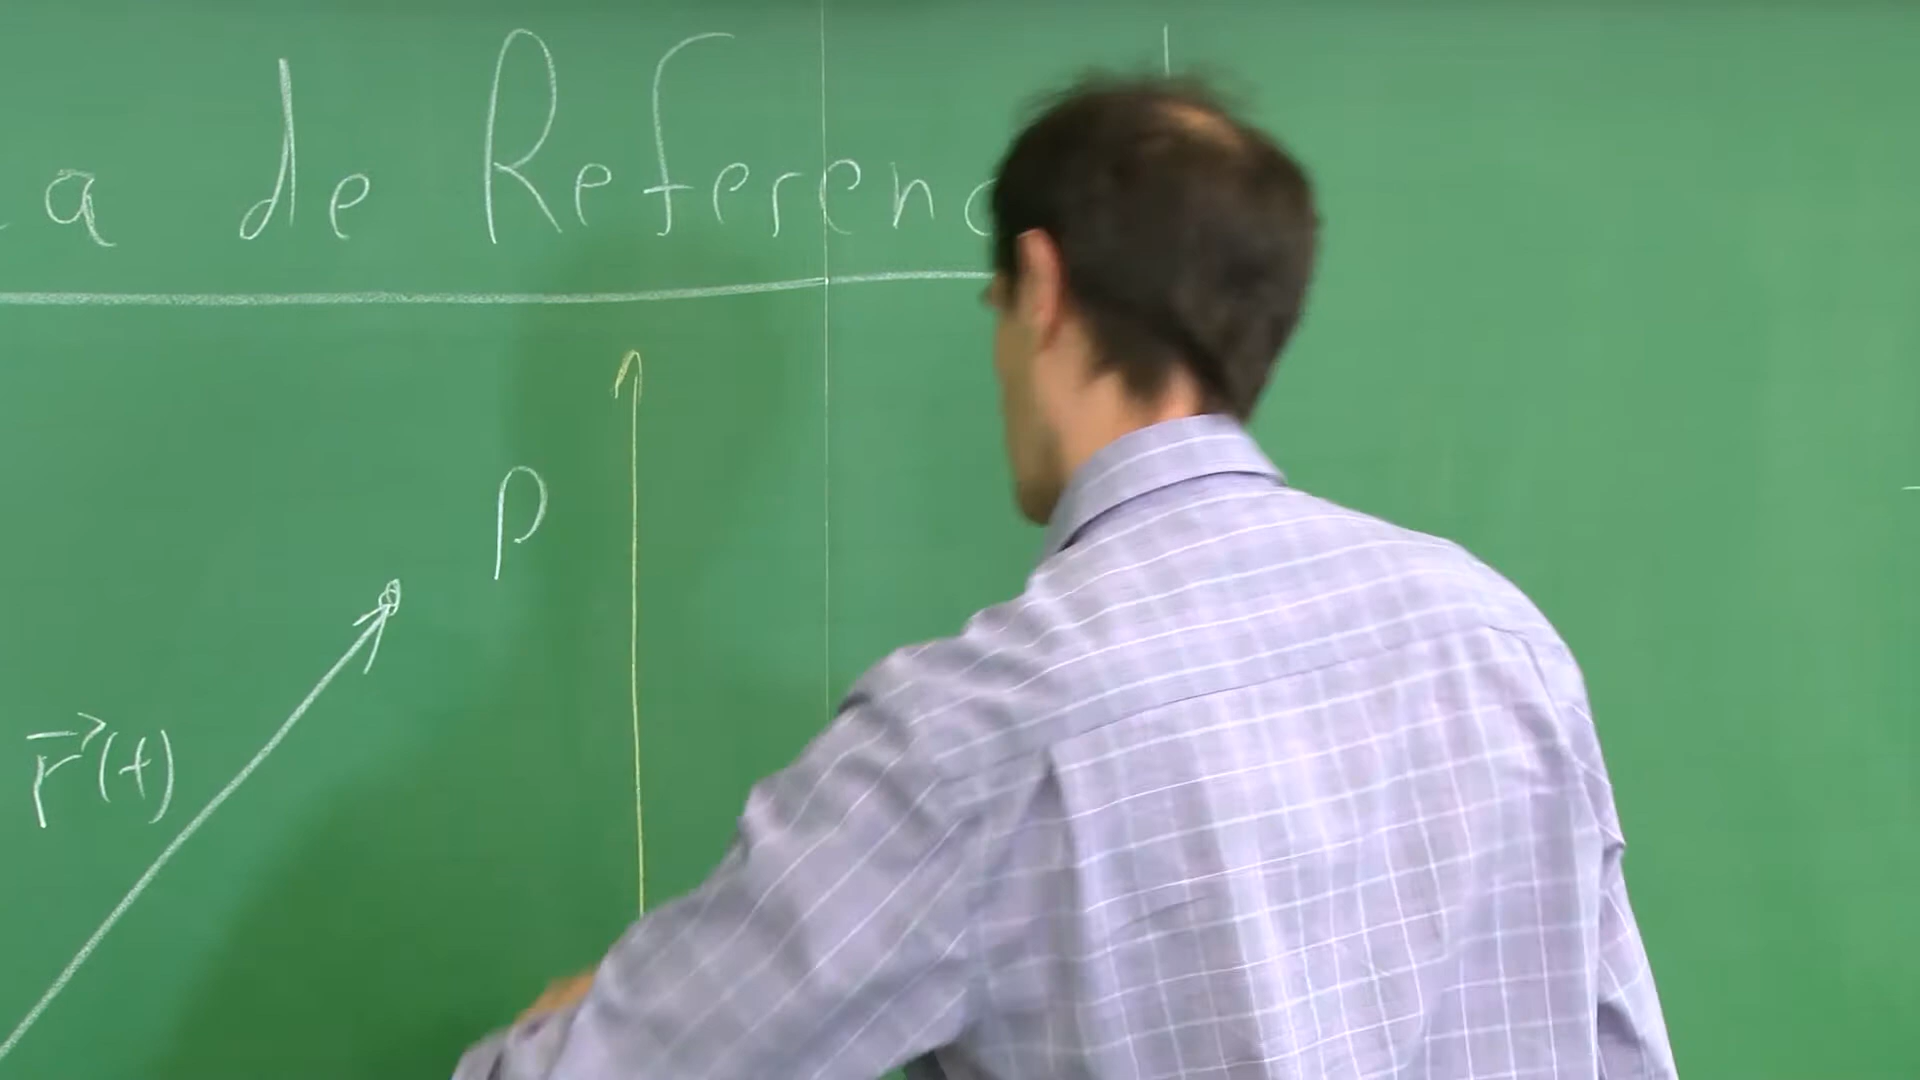 a de Referenc
P
r⃗(t)